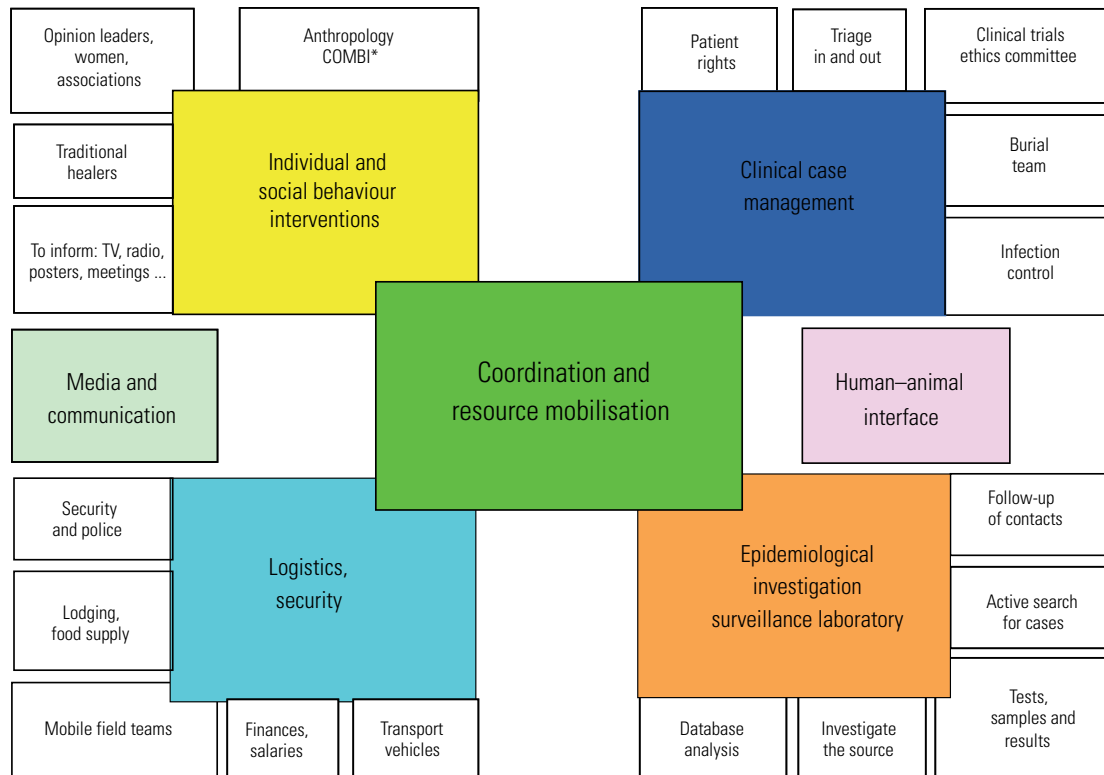 Opinion leaders,
women,
associations
Anthropology
COMBI*
Patient
rights
Triage
in and out
Clinical trials
ethics committee
Traditional
healers
Individual and
social behaviour
interventions
Clinical case
management
Burial
team
To inform: TV, radio,
posters, meetings ...
Infection
control
Media and
communication
Coordination and
resource mobilisation
Human–animal
interface
Security
and police
Logistics,
security
Epidemiological
investigation
surveillance laboratory
Follow-up
of contacts
Lodging,
food supply
Active search
for cases
Mobile field teams
Finances,
salaries
Transport
vehicles
Database
analysis
Investigate
the source
Tests,
samples and
results